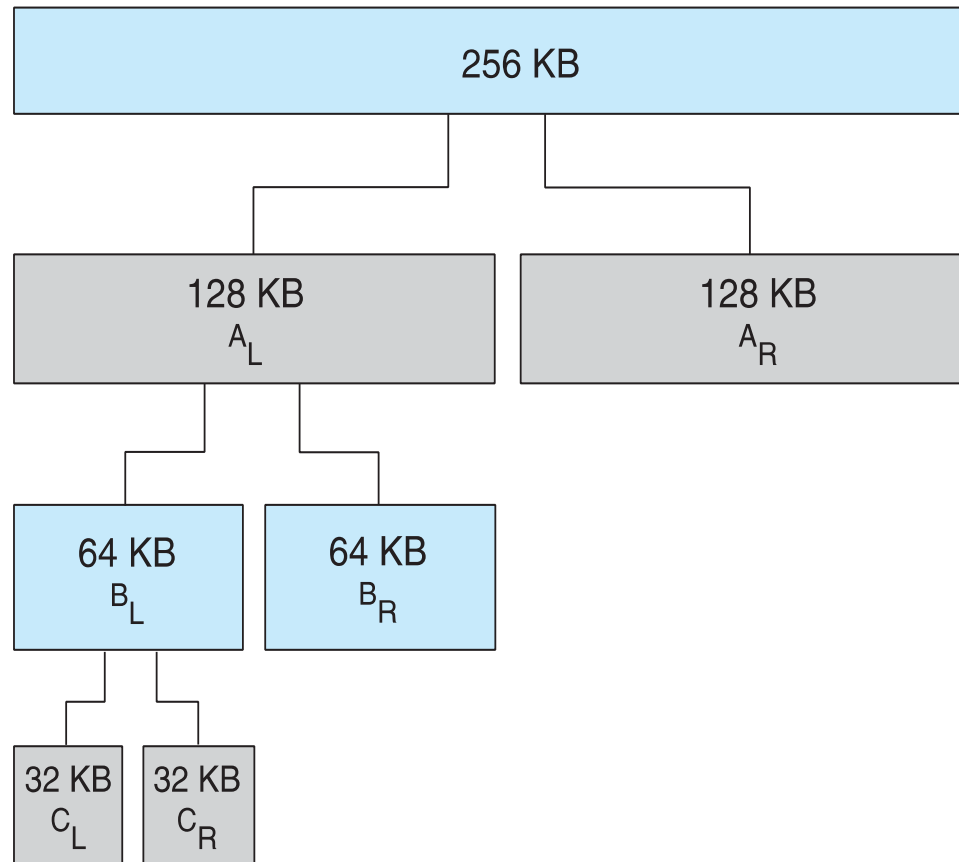 256 KB
128 KB
A_L
128 KB
A_R
64 KB
B_L
64 KB
B_R
32 KB
C_L
32 KB
C_R